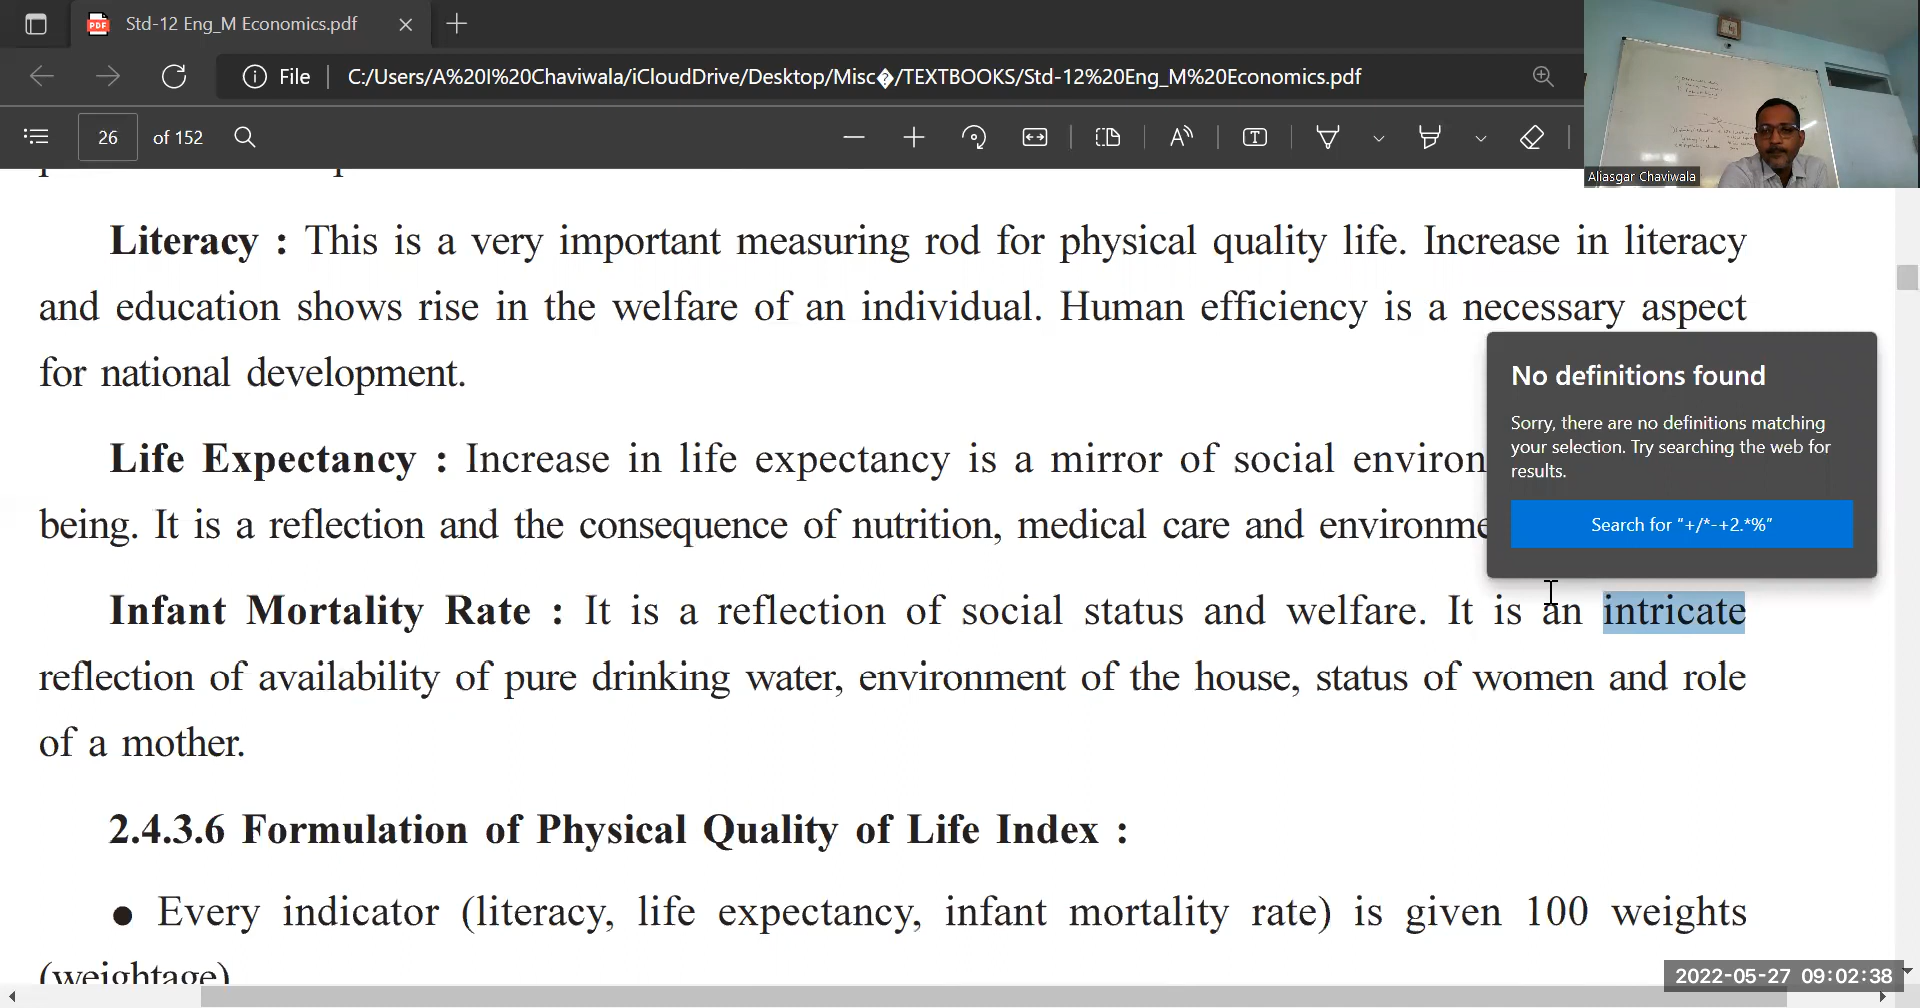 Std-12 Eng_M Economics.pdf
File
C:/Users/A%20I%20Chaviwala/iCloudDrive/Desktop/Misc�/TEXTBOOKS/Std-12%20Eng_M%20Economics.pdf
26 of 152
Aliasgar Chaviwala
Literacy : This is a very important measuring rod for physical quality life. Increase in literacy
and education shows rise in the welfare of an individual. Human efficiency is a necessary aspect
for national development.
No definitions found
Sorry, there are no definitions matching
your selection. Try searching the web for
results.
Search for "+/*-+2.*%"
Life Expectancy : Increase in life expectancy is a mirror of social environ
being. It is a reflection and the consequence of nutrition, medical care and environme
Infant Mortality Rate : It is a reflection of social status and welfare. It is an intricate
reflection of availability of pure drinking water, environment of the house, status of women and role
of a mother.
2.4.3.6 Formulation of Physical Quality of Life Index :
● Every indicator (literacy, life expectancy, infant mortality rate) is given 100 weights
(weightage)
2022-05-27 09:02:38